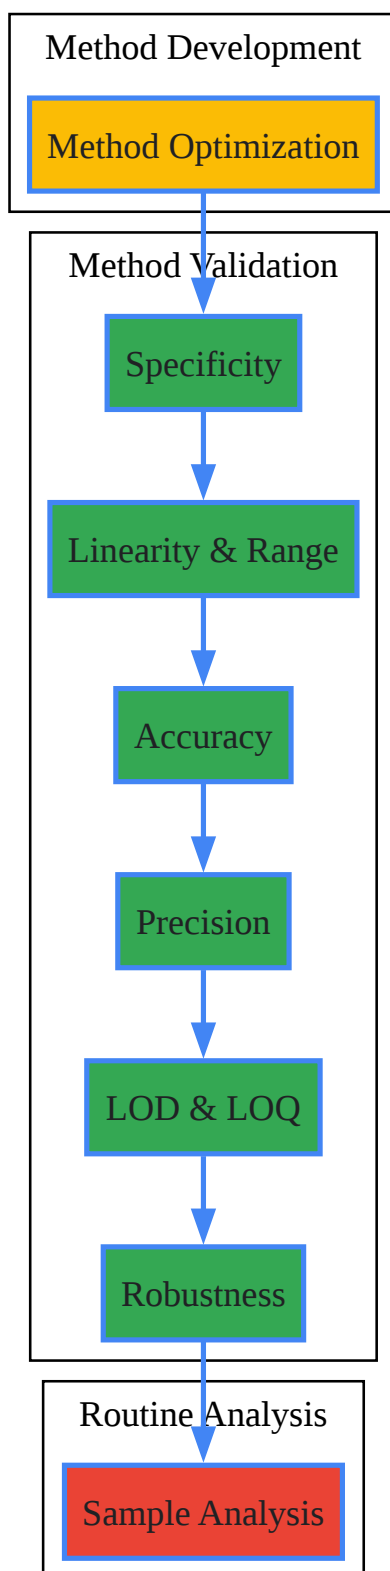 Method Development
Method Optimization
Method Validation
Specificity
Linearity & Range
Accuracy
Precision
LOD & LOQ
Robustness
Routine Analysis
Sample Analysis